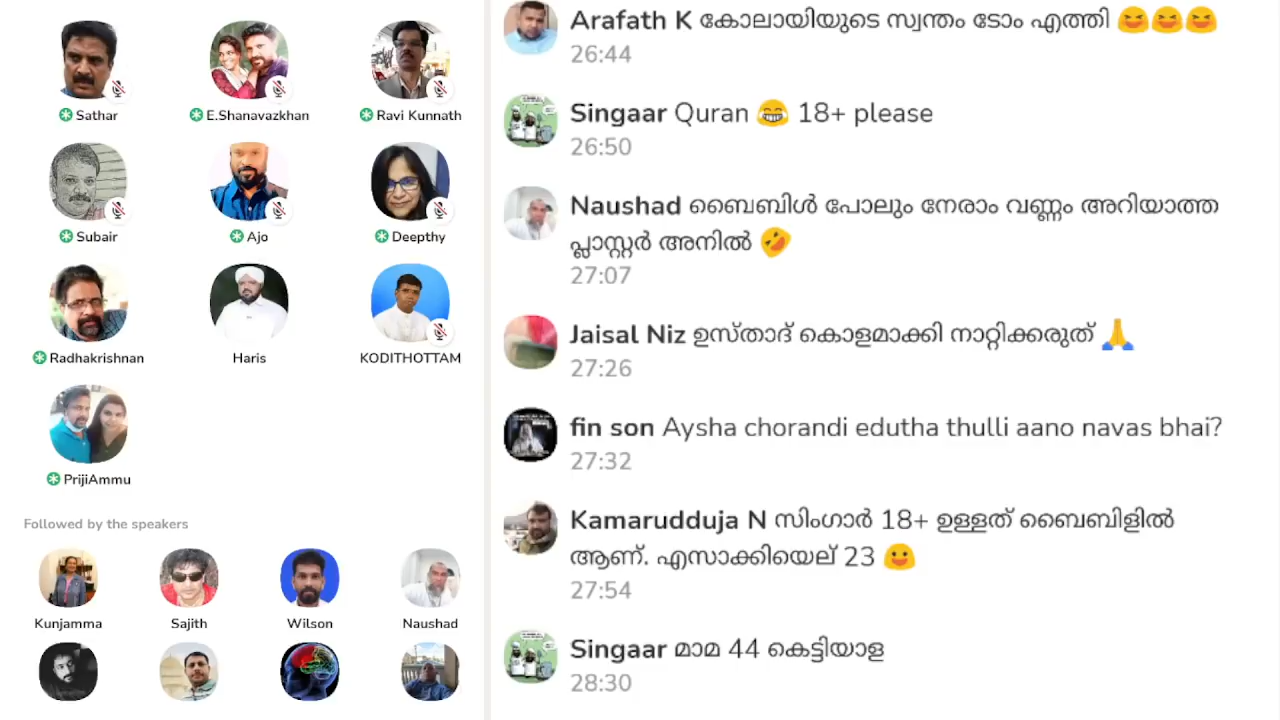 Sathar
E.Shanavazkhan
Ravi Kunnath
Subair
Ajo
Deepthy
Radhakrishnan
Haris
KODITHOTTAM
PrijiAmmu
Followed by the speakers
Kunjamma
Sajith
Wilson
Naushad
Arafath K കോലായിയുടെ സ്വന്തം ടോം എത്തി 😆😆😆
26:44
Singaar Quran 😂 18+ please
26:50
Naushad ബൈബിൾ പോലും നേരാം വണ്ണം അറിയാത്ത
പ്ലാസ്റ്റർ അനിൽ 🤣
27:07
Jaisal Niz ഉസ്താദ് കൊളമാക്കി നാറ്റിക്കരുത് 🙏
27:26
fin son Aysha chorandi edutha thulli aano navas bhai?
27:32
Kamarudduja N സിംഗാർ 18+ ഉള്ളത് ബൈബിളിൽ
ആണ്. എസാക്കിയെല് 23 😃
27:54
Singaar മാമ 44 കെട്ടിയാള
28:30